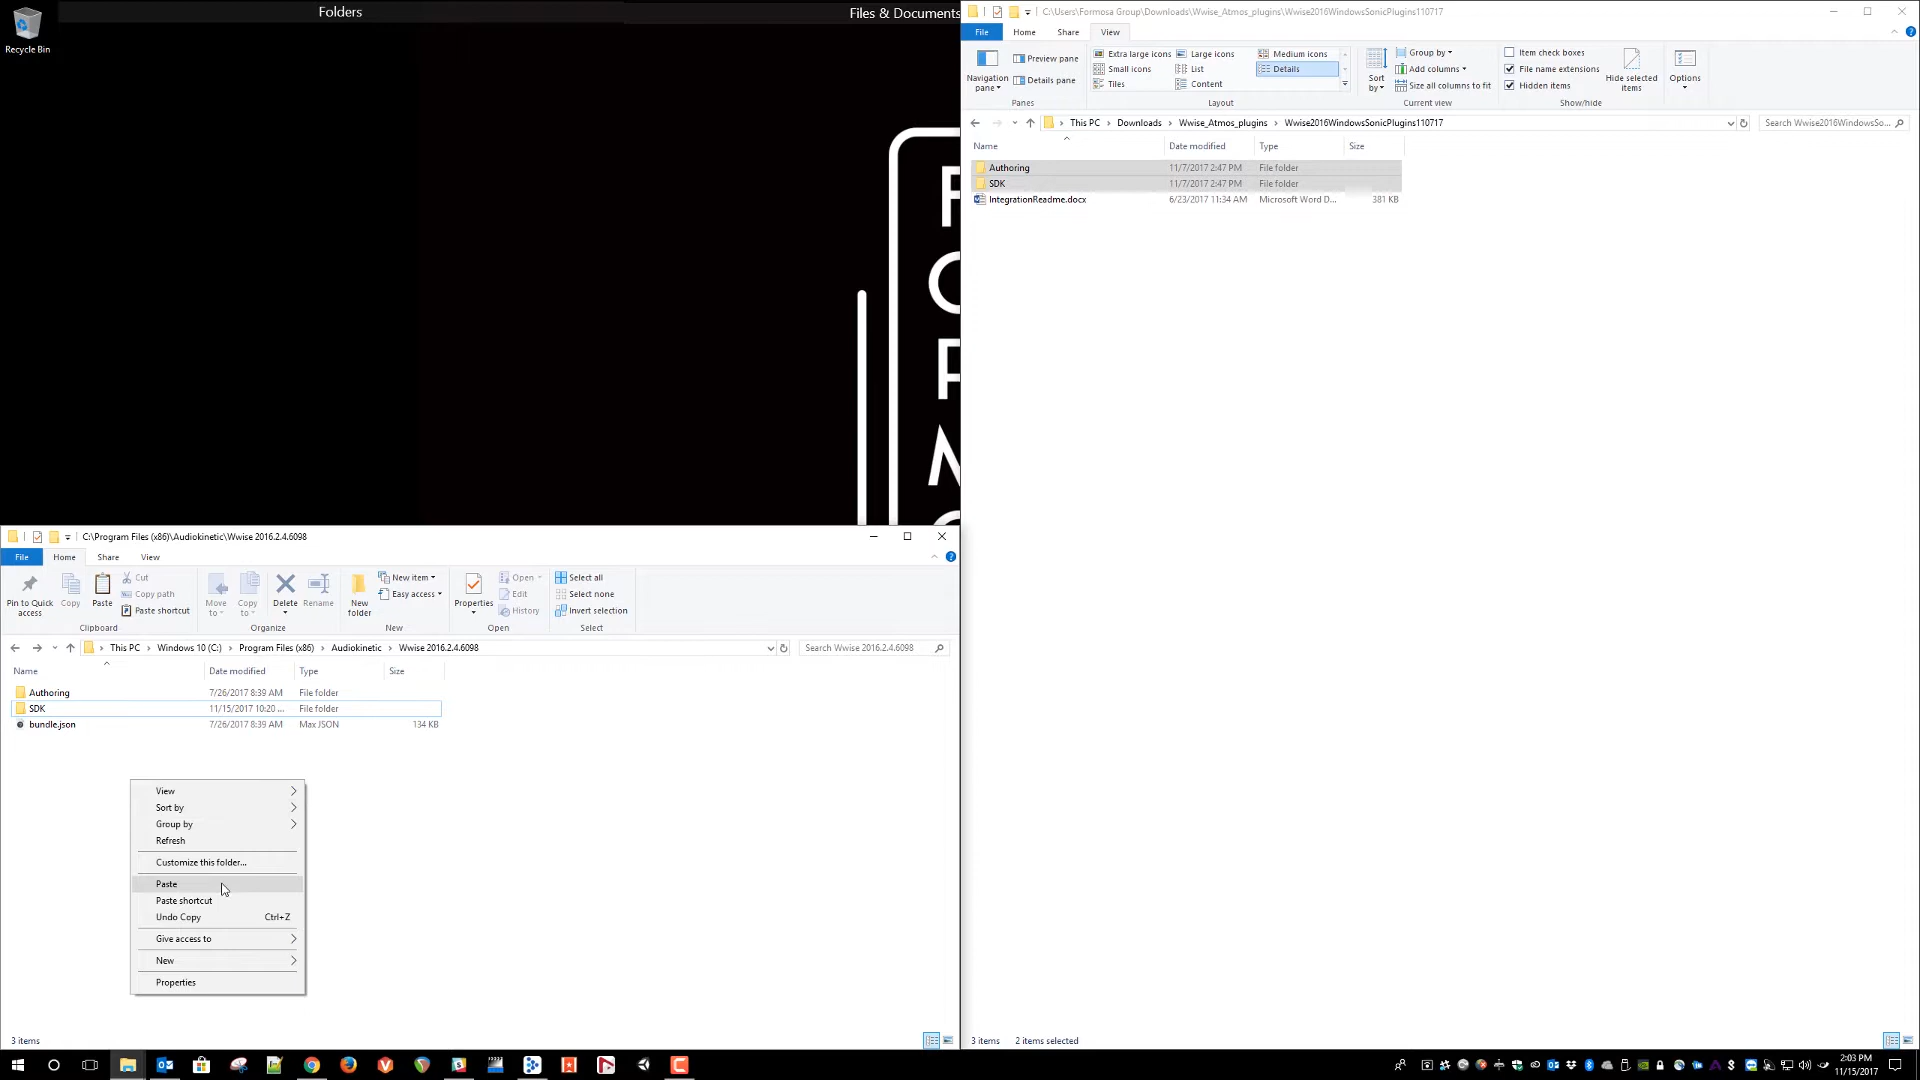 Recycle Bin
Folders
Files & Documents
F
O
R
M
C:\Users\Formosa Group\Downloads\Wwise_Atmos_plugins\Wwise2016WindowsSonicPlugins110717
File Home Share View
Navigation pane
Preview pane
Details pane
Panes
Extra large icons Large icons Medium icons
Small icons List Details
Tiles Content
Layout
Sort by
Group by
Add columns
Size all columns to fit
Current view
Item check boxes
File name extensions
Hidden items
Hide selected items
Show/hide
Options
This PC > Downloads > Wwise_Atmos_plugins > Wwise2016WindowsSonicPlugins110717
Search Wwise2016WindowsSo...
Name Date modified Type Size
Authoring 11/7/2017 2:47 PM File folder
SDK 11/7/2017 2:47 PM File folder
IntegrationReadme.docx 6/23/2017 11:34 AM Microsoft Word D... 381 KB
3 items 2 items selected
C:\Program Files (x86)\Audiokinetic\Wwise 2016.2.4.6098
File Home Share View
Pin to Quick access
Copy
Paste
Cut
Copy path
Paste shortcut
Clipboard
Move to
Copy to
Delete
Rename
Organize
New folder
New item
Easy access
New
Properties
Open
Edit
History
Open
Select all
Select none
Invert selection
Select
This PC > Windows 10 (C:) > Program Files (x86) > Audiokinetic > Wwise 2016.2.4.6098
Search Wwise 2016.2.4.6098
Name Date modified Type Size
Authoring 7/26/2017 8:39 AM File folder
SDK 11/15/2017 10:20 ... File folder
bundle.json 7/26/2017 8:39 AM Max JSON 134 KB
View
Sort by
Group by
Refresh
Customize this folder...
Paste
Paste shortcut
Undo Copy Ctrl+Z
Give access to
New
Properties
3 items
2:03 PM
11/15/2017